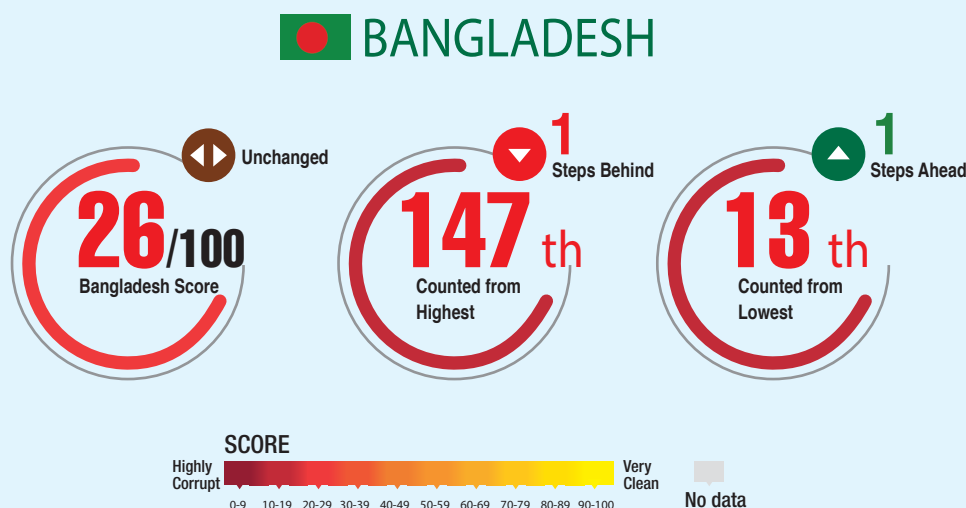 BANGLADESH
Unchanged
26/100
Bangladesh Score
1
Steps Behind
147 th
Counted from
Highest
1
Steps Ahead
13 th
Counted from
Lowest
SCORE
Highly
Corrupt
0-9 10-19 20-29 30-39 40-49 50-59 60-69 70-79 80-89 90-100
Very
Clean
No data